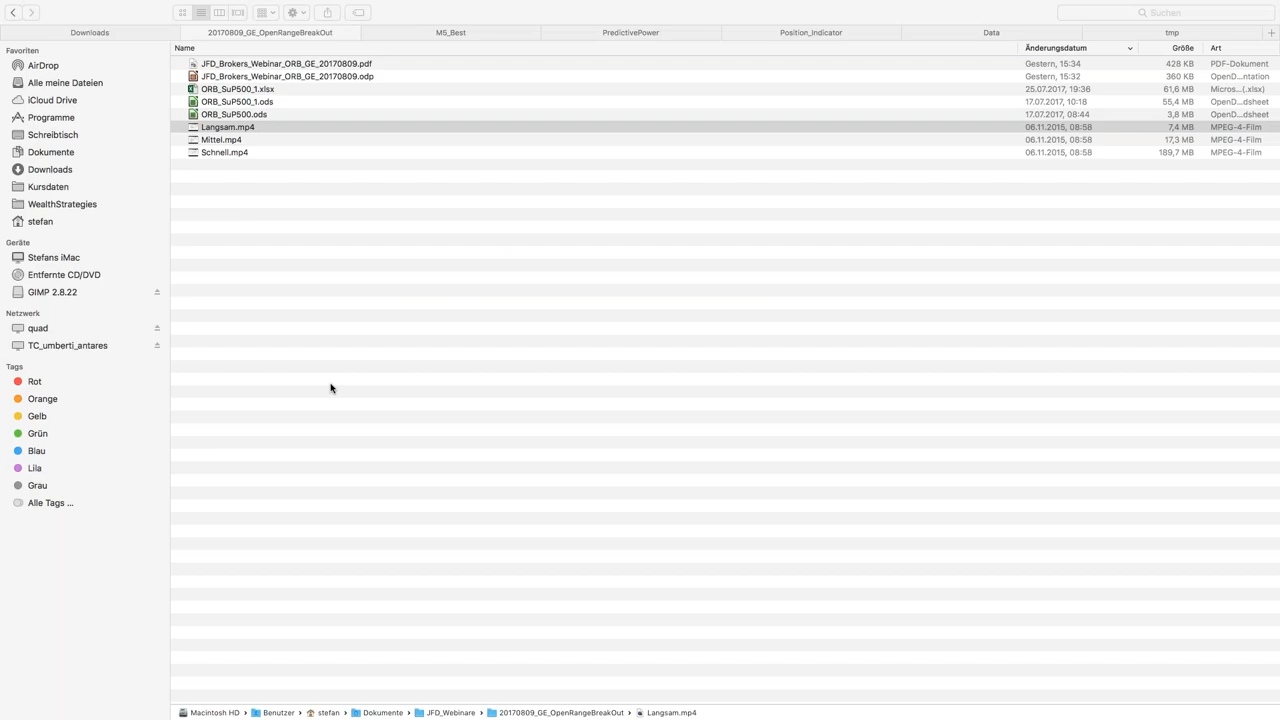 Suchen
Downloads 20170809_GE_OpenRangeBreakOut M5_Best PredictivePower Position_Indicator Data tmp
Favoriten
AirDrop
Alle meine Dateien
iCloud Drive
Programme
Schreibtisch
Dokumente
Downloads
Kursdaten
WealthStrategies
stefan
Geräte
Stefans iMac
Entfernte CD/DVD
GIMP 2.8.22
Netzwerk
quad
TC_umberti_antares
Tags
Rot
Orange
Gelb
Grün
Blau
Lila
Grau
Alle Tags ...
Name Änderungsdatum Größe Art
JFD_Brokers_Webinar_ORB_GE_20170809.pdf Gestern, 15:34 428 KB PDF-Dokument
JFD_Brokers_Webinar_ORB_GE_20170809.odp Gestern, 15:32 360 KB OpenD...ntation
ORB_SuP500_1.xlsx 25.07.2017, 19:36 61,6 MB Micros...(.xlsx)
ORB_SuP500_1.ods 17.07.2017, 10:18 55,4 MB OpenD...dsheet
ORB_SuP500.ods 17.07.2017, 08:44 3,8 MB OpenD...dsheet
Langsam.mp4 06.11.2015, 08:58 7,4 MB MPEG-4-Film
Mittel.mp4 06.11.2015, 08:58 17,3 MB MPEG-4-Film
Schnell.mp4 06.11.2015, 08:58 189,7 MB MPEG-4-Film
Macintosh HD › Benutzer › stefan › Dokumente › JFD_Webinare › 20170809_GE_OpenRangeBreakOut › Langsam.mp4